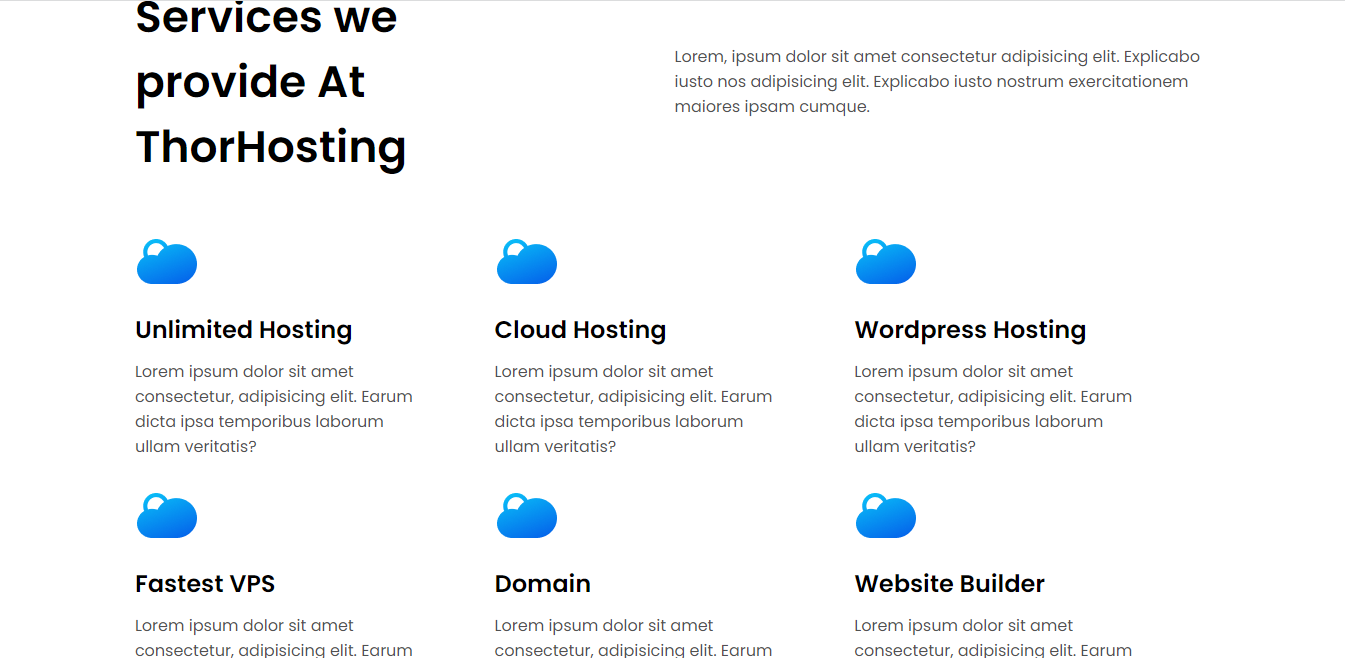 Services we
provide At
ThorHosting
Lorem, ipsum dolor sit amet consectetur adipisicing elit. Explicabo
iusto nos adipisicing elit. Explicabo iusto nostrum exercitationem
maiores ipsam cumque.
Unlimited Hosting
Lorem ipsum dolor sit amet
consectetur, adipisicing elit. Earum
dicta ipsa temporibus laborum
ullam veritatis?
Cloud Hosting
Lorem ipsum dolor sit amet
consectetur, adipisicing elit. Earum
dicta ipsa temporibus laborum
ullam veritatis?
Wordpress Hosting
Lorem ipsum dolor sit amet
consectetur, adipisicing elit. Earum
dicta ipsa temporibus laborum
ullam veritatis?
Fastest VPS
Lorem ipsum dolor sit amet
consectetur, adipisicing elit. Earum
Domain
Lorem ipsum dolor sit amet
consectetur, adipisicing elit. Earum
Website Builder
Lorem ipsum dolor sit amet
consectetur, adipisicing elit. Earum